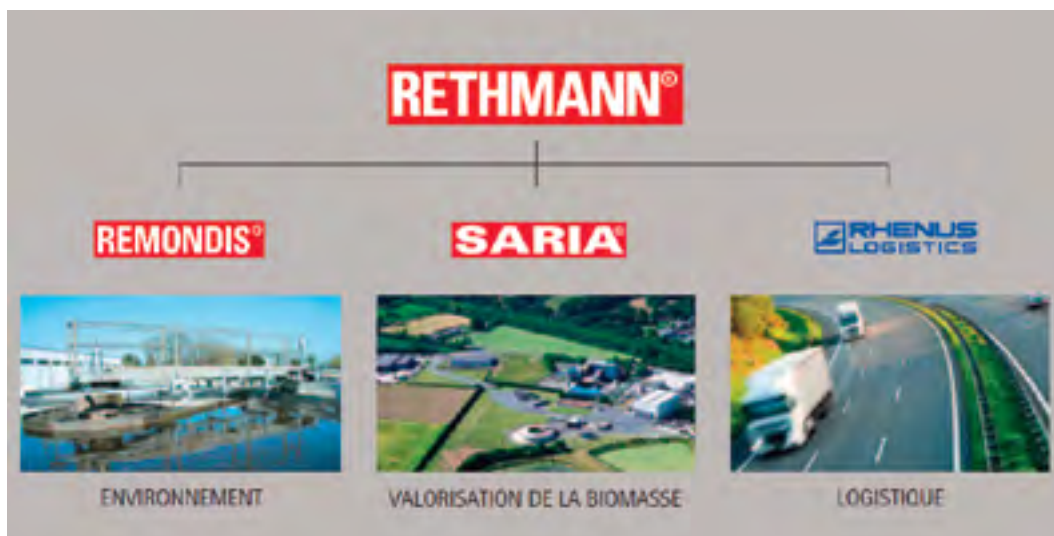 RETHMANN®
REMONDIS®
SARIA®
RHENUS
LOGISTICS
ENVIRONNEMENT
VALORISATION DE LA BIOMASSE
LOGISTIQUE